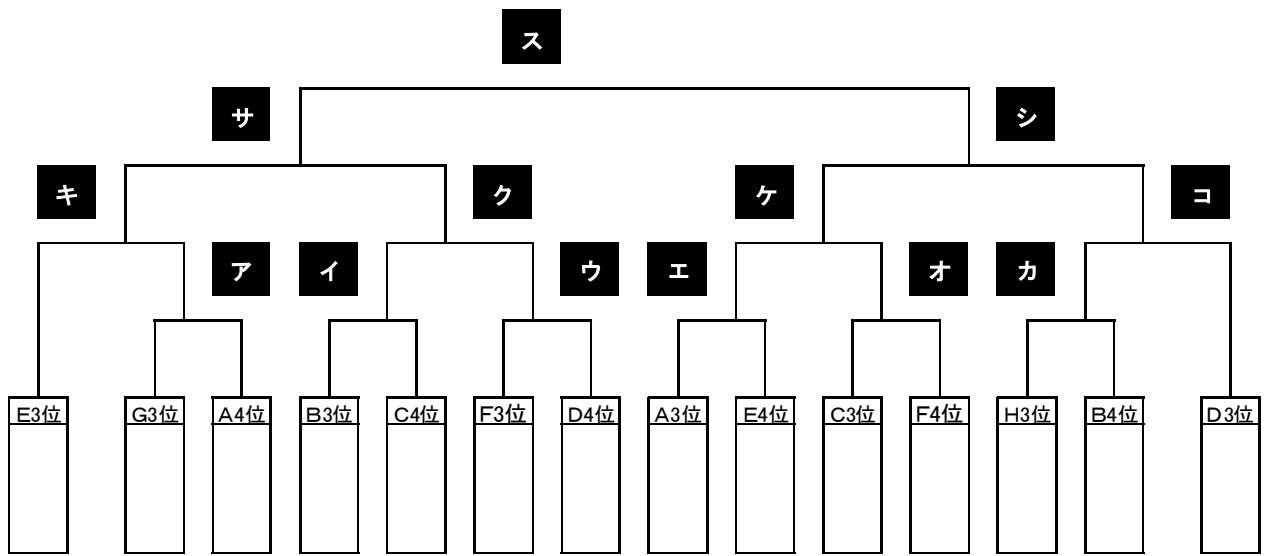 ス
サ シ
キ ク ケ コ
ア イ ウ エ オ カ
E3位 G3位 A4位 B3位 C4位 F3位 D4位 A3位 E4位 C3位 F4位 H3位 B4位 D3位